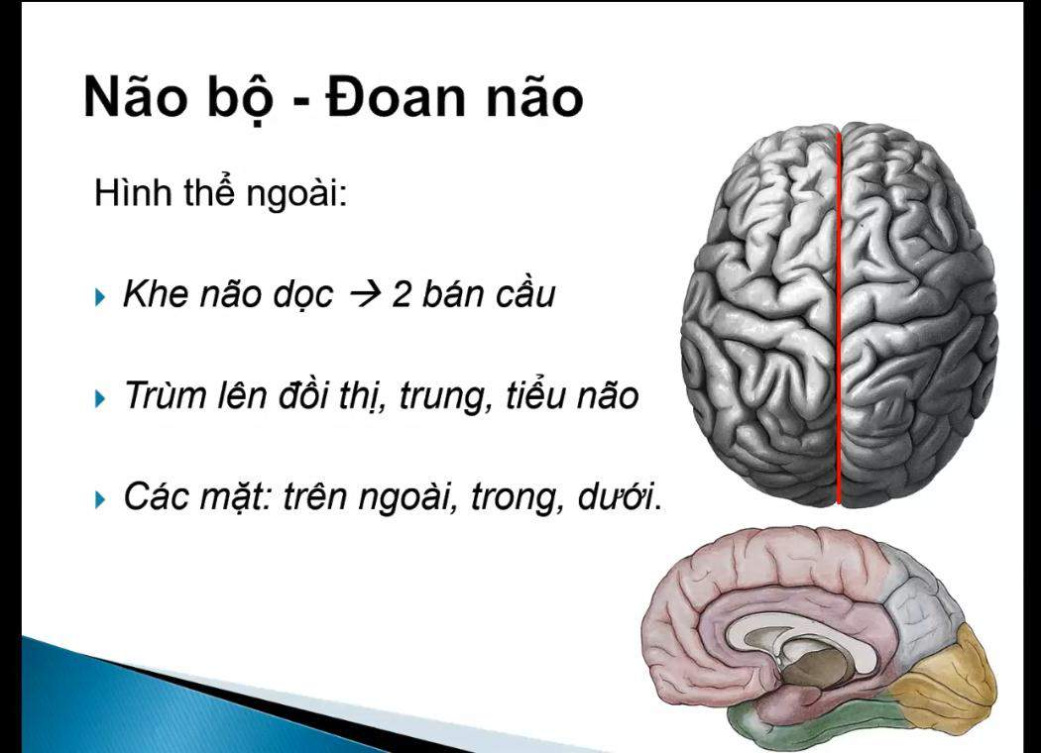 Não bộ - Đoan não
Hình thể ngoài:
Khe não dọc → 2 bán cầu
Trùm lên đồi thị, trung, tiểu não
Các mặt: trên ngoài, trong, dưới.